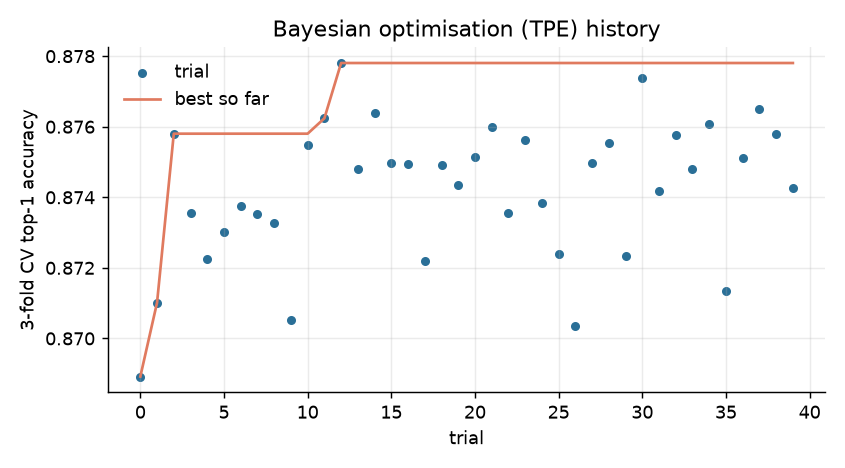 Bayesian optimisation (TPE) history
3-fold CV top-1 accuracy
0.878
0.876
0.874
0.872
0.870
trial
best so far
0
5
10
15
20
25
30
35
40
trial